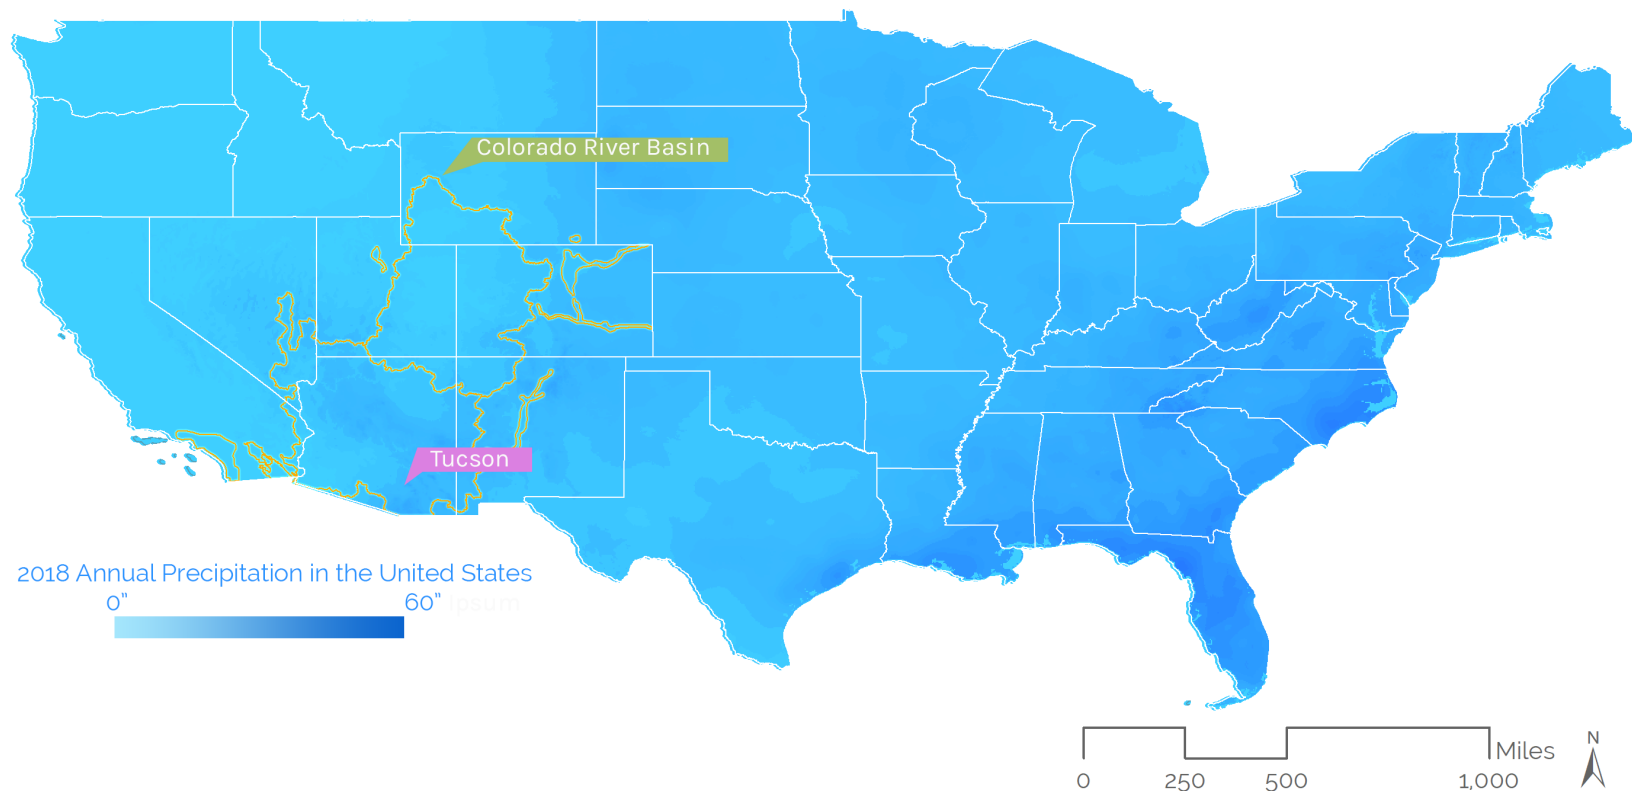 Colorado River Basin
Tucson
2018 Annual Precipitation in the United States
0" 60" Ipsum
Miles
N
0 250 500 1,000